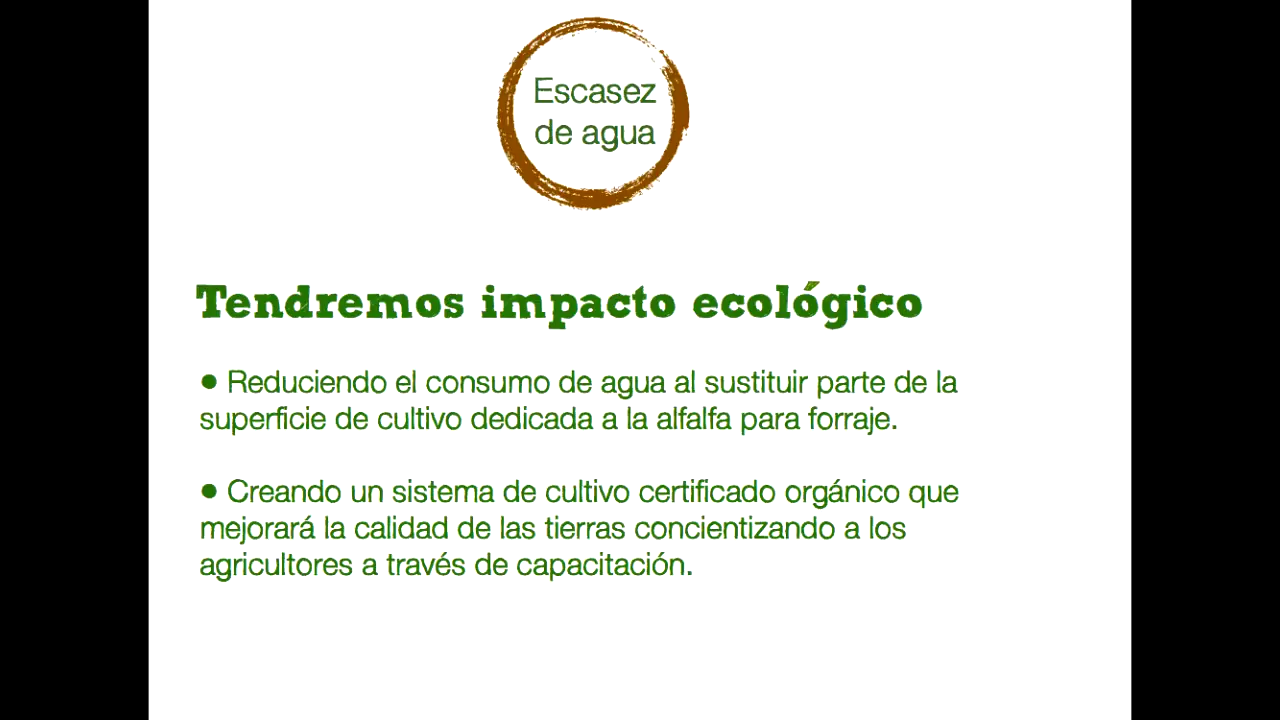 Escasez
de agua
Tendremos impacto ecológico
• Reduciendo el consumo de agua al sustituir parte de la
superficie de cultivo dedicada a la alfalfa para forraje.
• Creando un sistema de cultivo certificado orgánico que
mejorará la calidad de las tierras concientizando a los
agricultores a través de capacitación.